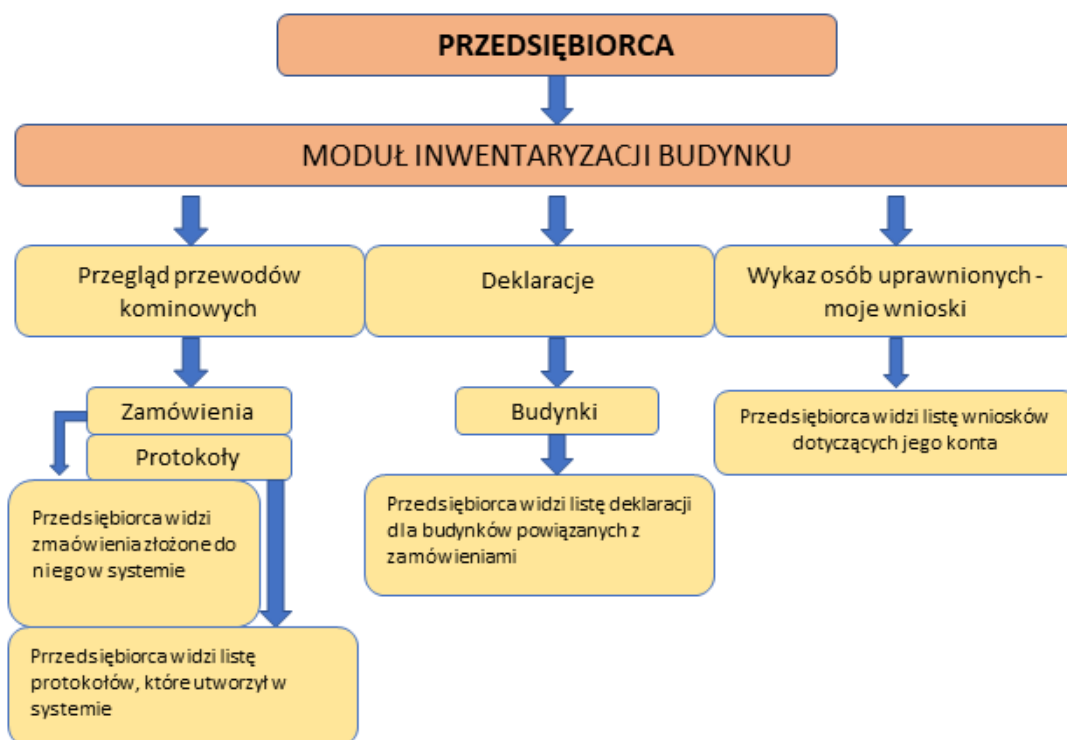 PRZEDSIĘBIORCA
MODUŁ INWENTARYZACJI BUDYNKU
Przegląd przewodów
kominowych
Deklaracje
Wykaz osób uprawnionych -
moje wnioski
Zamówienia
Protokoły
Budynki
Przedsiębiorca widzi listę wniosków
dotyczących jego konta
Przedsiębiorca widzi
zmaówienia złożone do
niego w systemie
Przedsiębiorca widzi listę deklaracji
dla budynków powiązanych z
zamówieniami
Prrzedsiębiorca widzi listę
protokołów, które utworzył w
systemie